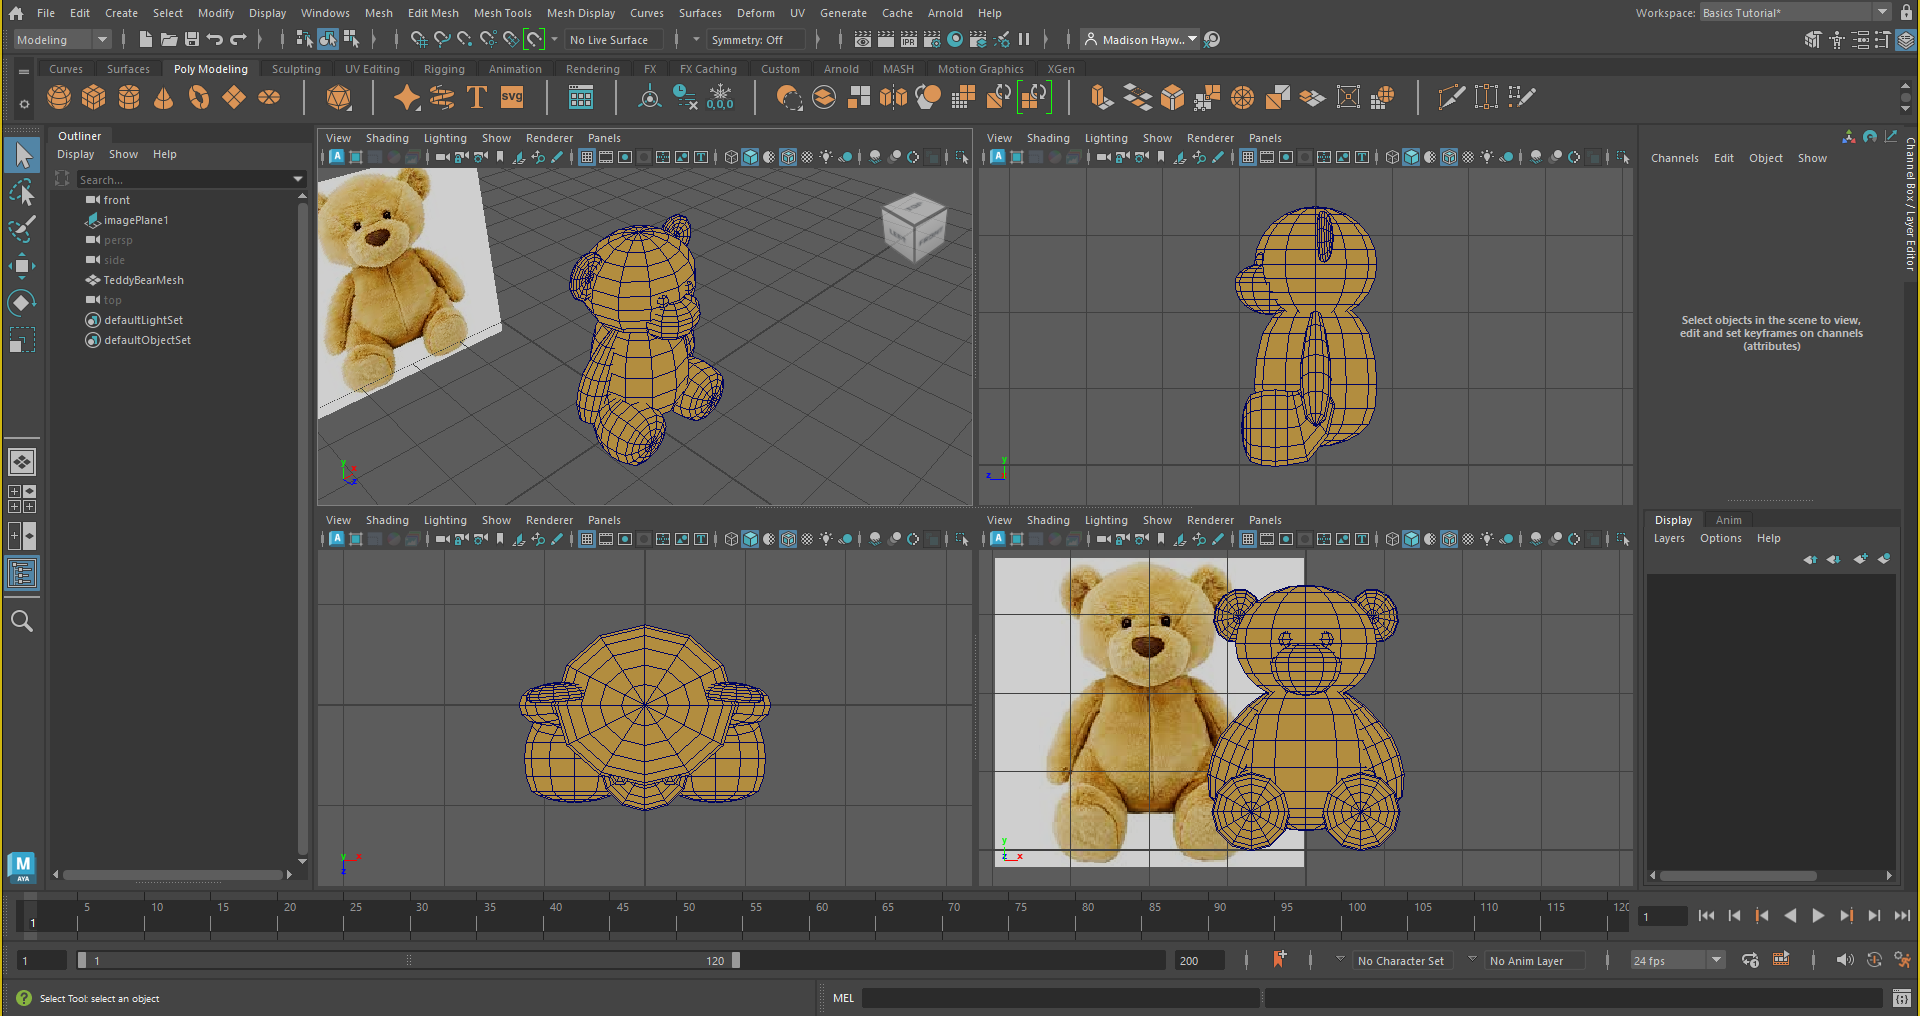 File Edit Create Select Modify Display Windows Mesh Edit Mesh Mesh Tools Mesh Display Curves Surfaces Deform UV Generate Cache Arnold Help Workspace: Basics Tutorial*
Modeling No Live Surface Symmetry: Off IPR Madison Hayw..
Curves Surfaces Poly Modeling Sculpting UV Editing Rigging Animation Rendering FX FX Caching Custom Arnold MASH Motion Graphics XGen
T svg 0,0,0
Outliner
Display Show Help
Search...
front
imagePlane1
persp
side
TeddyBearMesh
top
defaultLightSet
defaultObjectSet
View Shading Lighting Show Renderer Panels
y x z
View Shading Lighting Show Renderer Panels
y z
View Shading Lighting Show Renderer Panels
y x z
View Shading Lighting Show Renderer Panels
y z x
Channels Edit Object Show
Channel Box / Layer Editor
Select objects in the scene to view,
edit and set keyframes on channels
(attributes)
Display Anim
Layers Options Help
M
AYA
1 5 10 15 20 25 30 35 40 45 50 55 60 65 70 75 80 85 90 95 100 105 110 115 120 1
1 1 120 200 No Character Set No Anim Layer 24 fps
Select Tool: select an object MEL